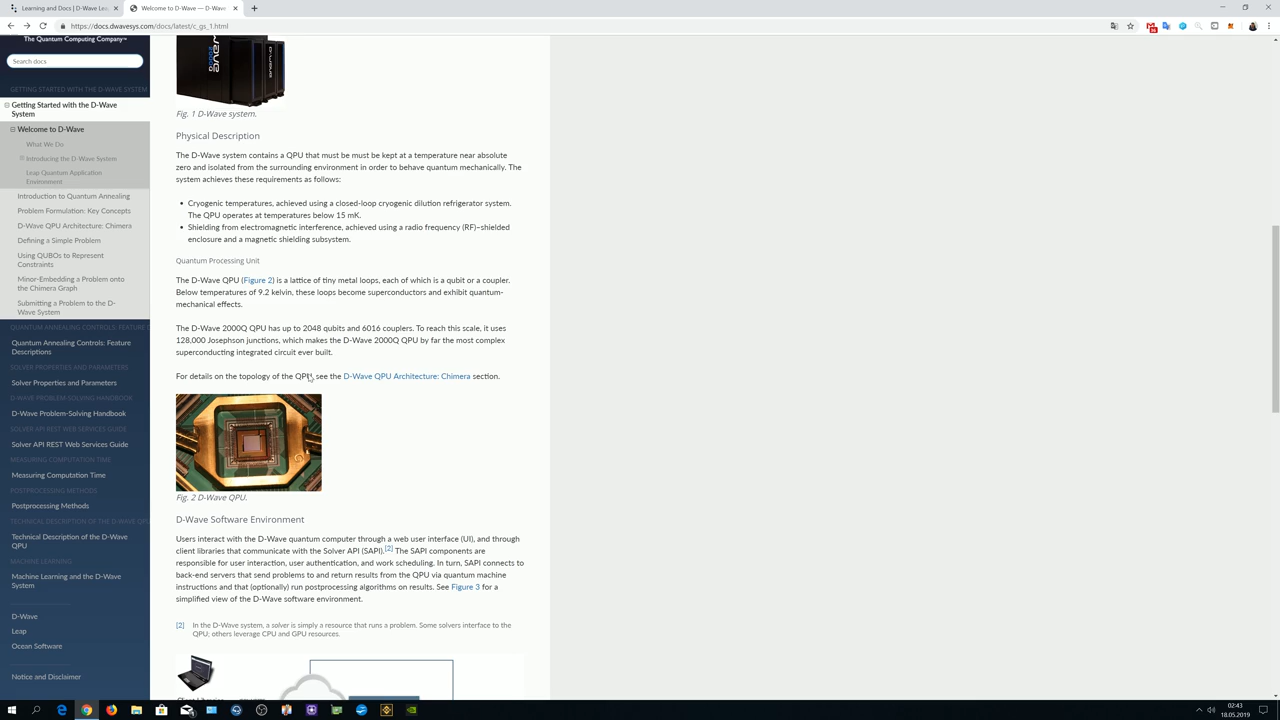 Learning and Docs | D-Wave Lea
Welcome to D-Wave —
https://docs.dwavesys.com/docs/latest/c_gs_1.html
The Quantum Computing Company™
Search docs
GETTING STARTED WITH THE D-WAVE SYSTEM
Getting Started with the D-Wave
System
Welcome to D-Wave
What We Do
Introducing the D-Wave System
Leap Quantum Application
Environment
Introduction to Quantum Annealing
Problem Formulation: Key Concepts
D-Wave QPU Architecture: Chimera
Defining a Simple Problem
Using QUBOs to Represent
Constraints
Minor-Embedding a Problem onto
the Chimera Graph
Submitting a Problem to the D-
Wave System
QUANTUM ANNEALING CONTROLS: FEATURE
Quantum Annealing Controls: Feature
Descriptions
SOLVER PROPERTIES AND PARAMETERS
Solver Properties and Parameters
D-WAVE PROBLEM-SOLVING HANDBOOK
D-Wave Problem-Solving Handbook
SOLVER API REST WEB SERVICES GUIDE
Solver API REST Web Services Guide
MEASURING COMPUTATION TIME
Measuring Computation Time
POSTPROCESSING METHODS
Postprocessing Methods
TECHNICAL DESCRIPTION OF THE D-WAVE
Technical Description of the D-Wave
QPU
MACHINE LEARNING
Machine Learning and the D-Wave
System
D-Wave
Leap
Ocean Software
Notice and Disclaimer
Fig. 1 D-Wave system.
Physical Description
The D-Wave system contains a QPU that must be must be kept at a temperature near absolute
zero and isolated from the surrounding environment in order to behave quantum mechanically. The
system achieves these requirements as follows:
• Cryogenic temperatures, achieved using a closed-loop cryogenic dilution refrigerator system.
The QPU operates at temperatures below 15 mK.
• Shielding from electromagnetic interference, achieved using a radio frequency (RF)–shielded
enclosure and a magnetic shielding subsystem.
Quantum Processing Unit
The D-Wave QPU (Figure 2) is a lattice of tiny metal loops, each of which is a qubit or a coupler.
Below temperatures of 9.2 kelvin, these loops become superconductors and exhibit quantum-
mechanical effects.
The D-Wave 2000Q QPU has up to 2048 qubits and 6016 couplers. To reach this scale, it uses
128,000 Josephson junctions, which makes the D-Wave 2000Q QPU by far the most complex
superconducting integrated circuit ever built.
For details on the topology of the QPU, see the D-Wave QPU Architecture: Chimera section.
Fig. 2 D-Wave QPU.
D-Wave Software Environment
Users interact with the D-Wave quantum computer through a web user interface (UI), and through
client libraries that communicate with the Solver API (SAPI).[2] The SAPI components are
responsible for user interaction, user authentication, and work scheduling. In turn, SAPI connects to
back-end servers that send problems to and return results from the QPU via quantum machine
instructions and that (optionally) run postprocessing algorithms on results. See Figure 3 for a
simplified view of the D-Wave software environment.
[2] In the D-Wave system, a solver is simply a resource that runs a problem. Some solvers interface to the
QPU; others leverage CPU and GPU resources.
02:43
18.05.2019